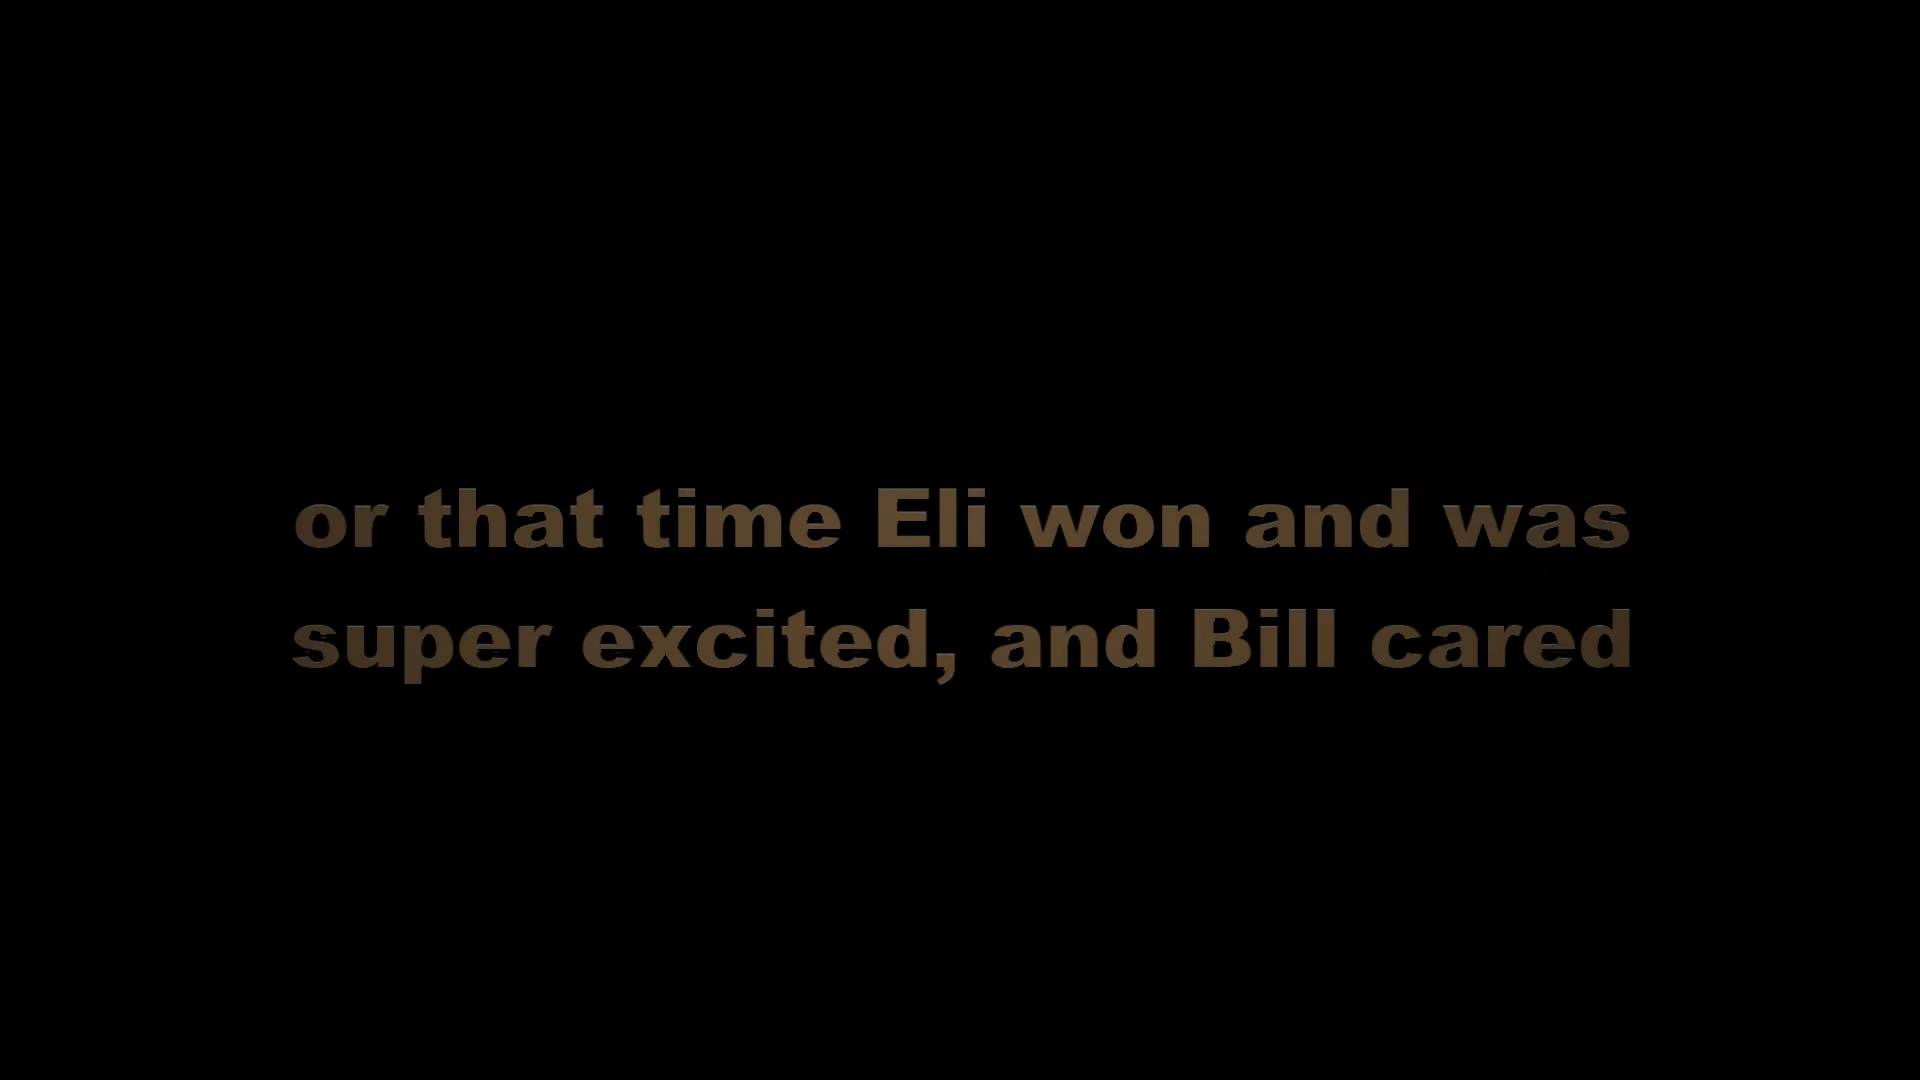 or that time Eli won and was
super excited, and Bill cared